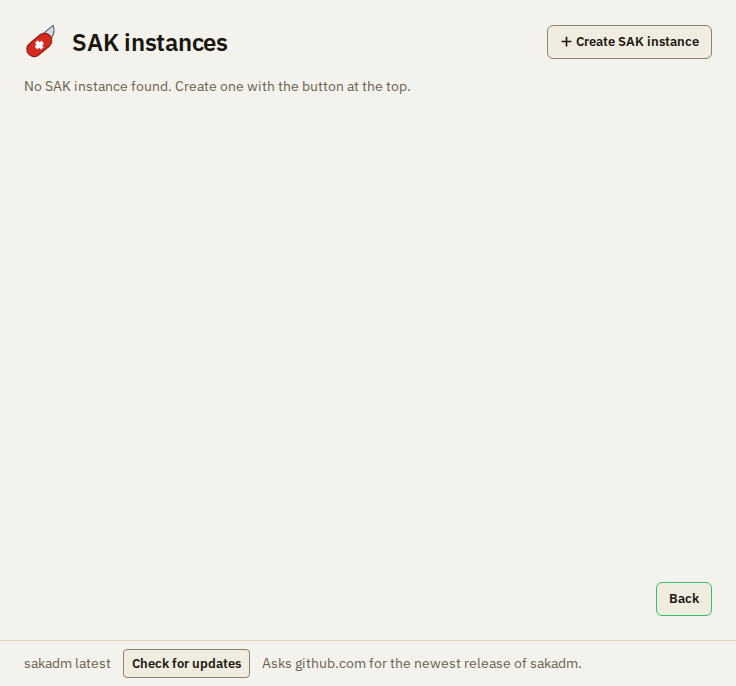 SAK instances
+ Create SAK instance
No SAK instance found. Create one with the button at the top.
Back
sakadm latest
Check for updates
Asks github.com for the newest release of sakadm.